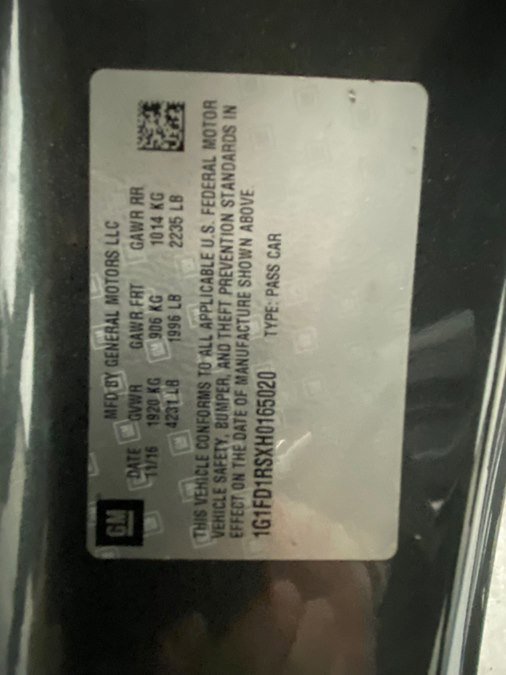 GM
MFD BY GENERAL MOTORS LLC
DATE GVWR GAWR FRT GAWR RR
11/16 1920 KG 906 KG 1014 KG
4231 LB 1996 LB 2235 LB
THIS VEHICLE CONFORMS TO ALL APPLICABLE U.S. FEDERAL MOTOR
VEHICLE SAFETY, BUMPER, AND THEFT PREVENTION STANDARDS IN
EFFECT ON THE DATE OF MANUFACTURE SHOWN ABOVE.
1G1FD1RSXH0165020 TYPE: PASS CAR